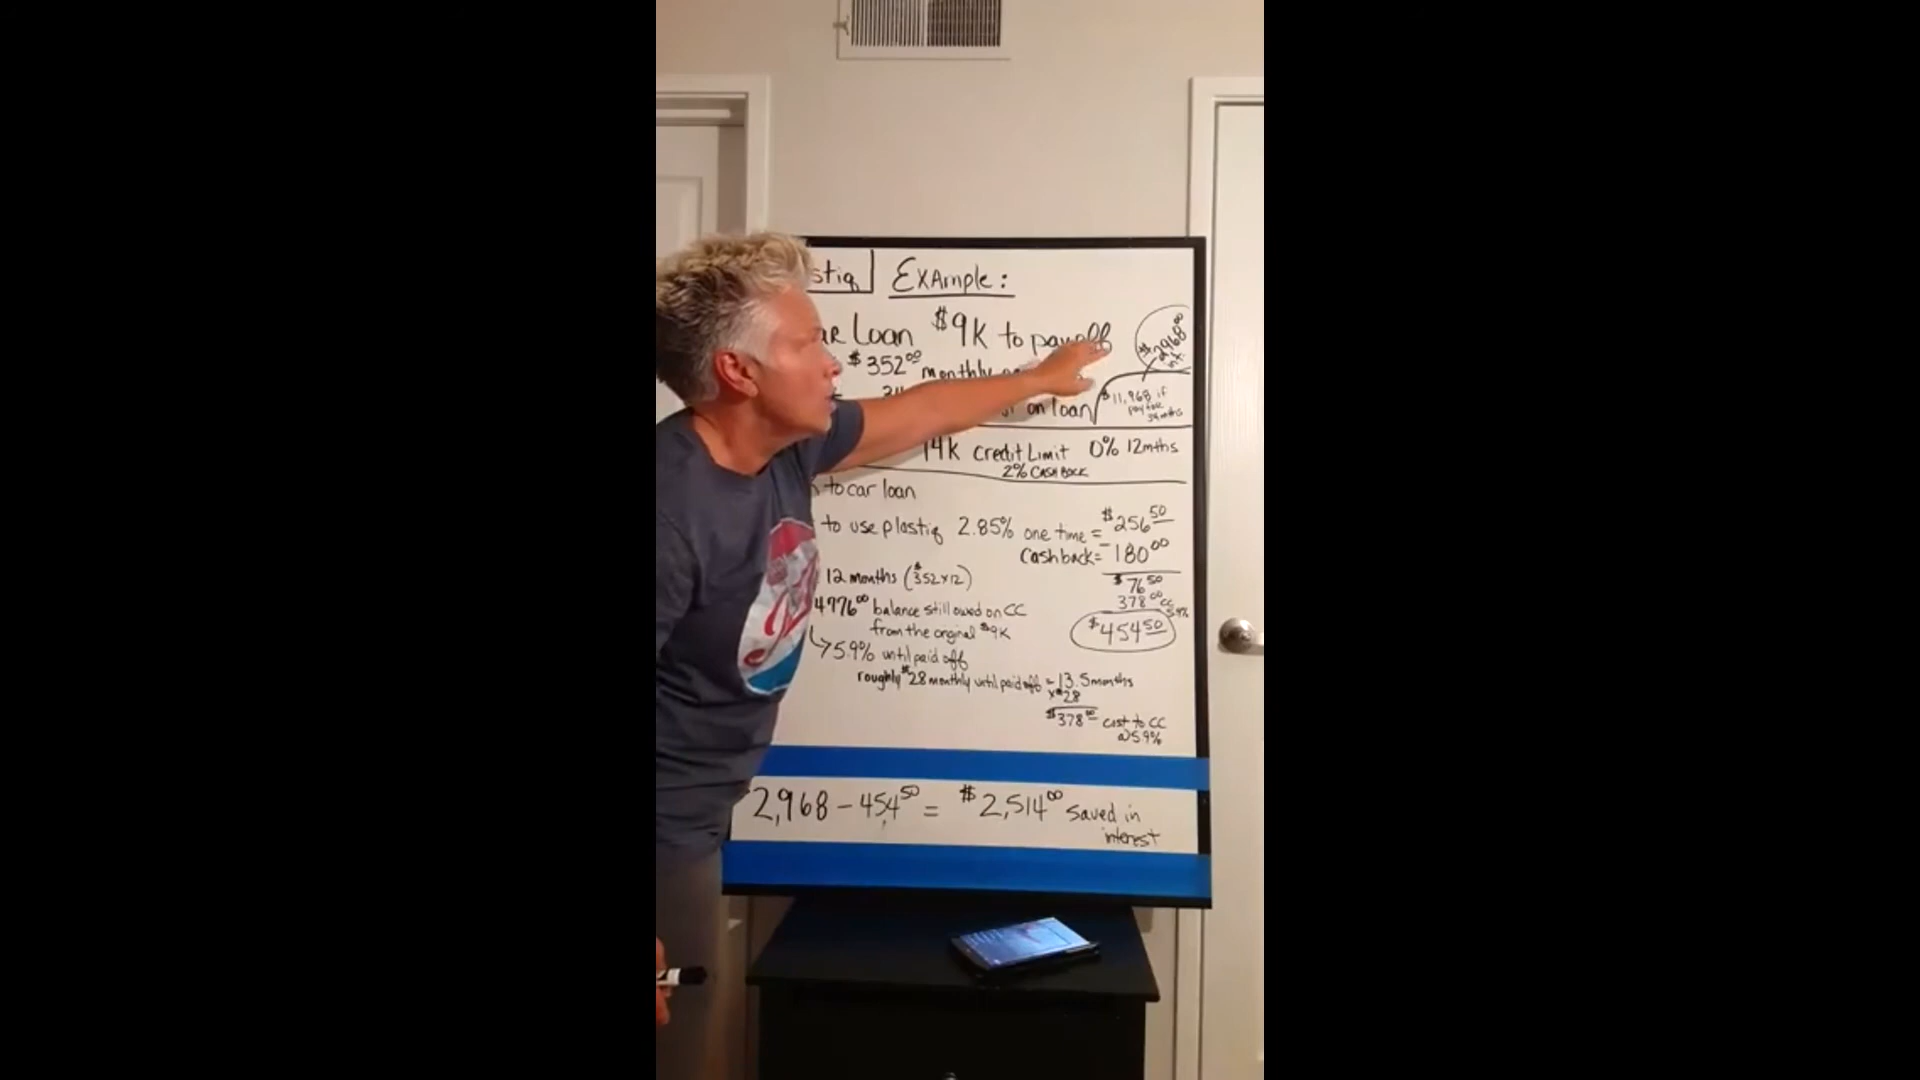 stiq Example:
Loan $9K to payoff
$2968.00 int.
$352.00 monthly
on loan
$11,968 if
pay for
34 mths
14K credit Limit 0% 12mths
2% Cash Back
to car loan
to use plastiq 2.85% one time = $256.50
Cash back = - 180.00
$76.50
12 months ($352x12)
378.00 cc
5.9%
4776.00 balance still owed on CC
from the original $9K
$454.50
5.9% until paid off
roughly $28 monthly until paid off = 13.5 months
x $28
$378.00 cost to CC
@ 5.9%
2,968 - 454.50 = $2,514.00 Saved in
interest